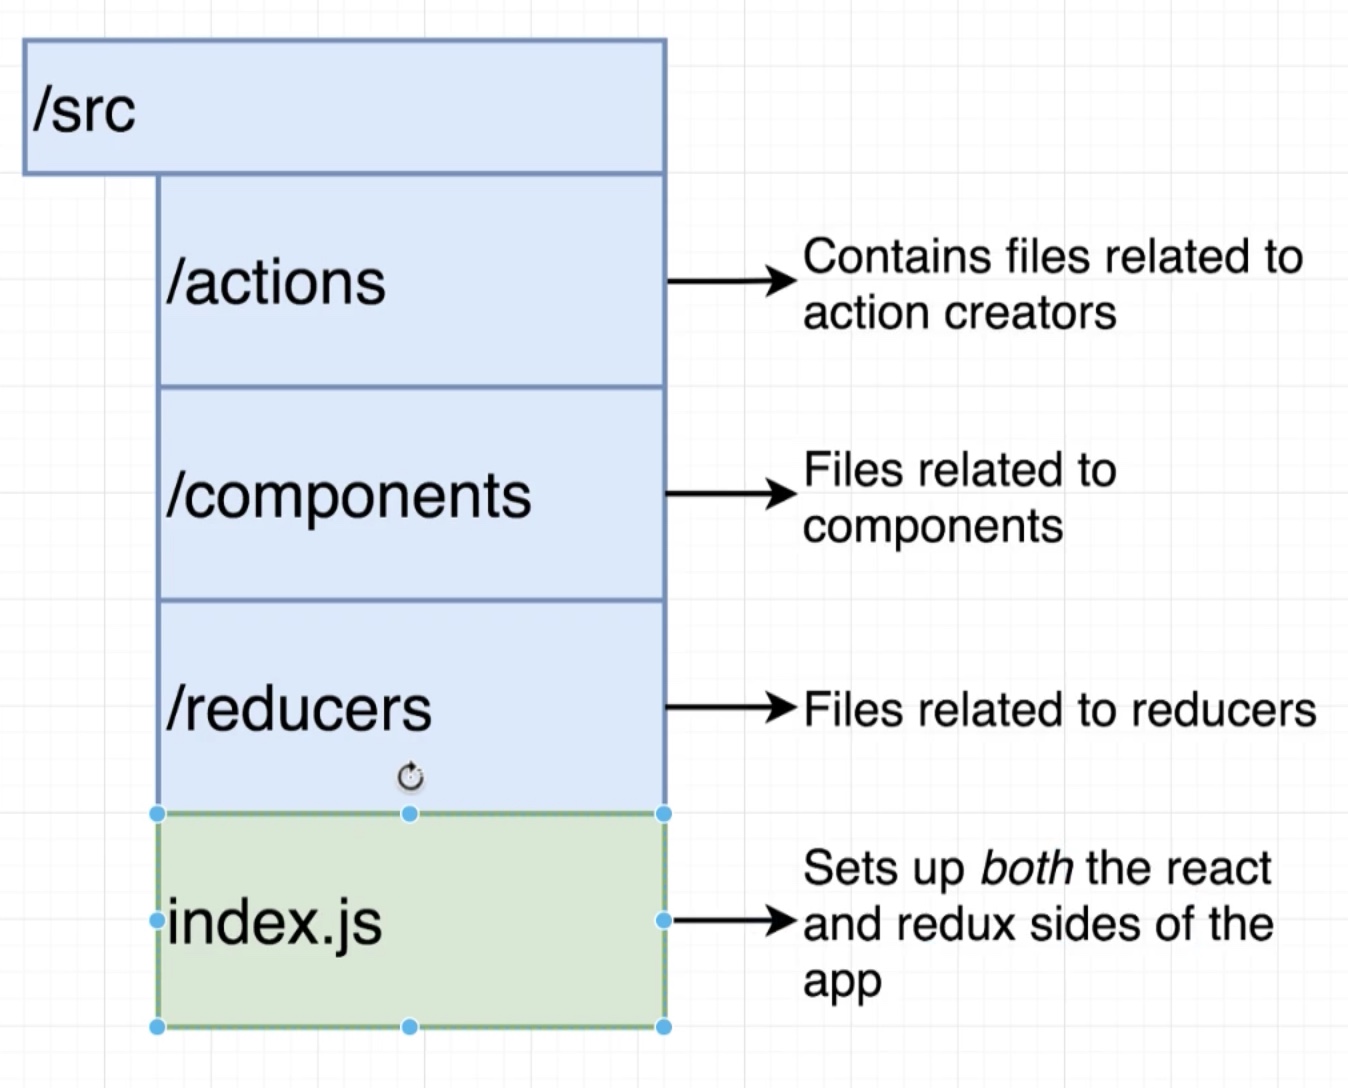 /src
/actions
Contains files related to
action creators
/components
Files related to
components
/reducers
Files related to reducers
index.js
Sets up both the react
and redux sides of the
app